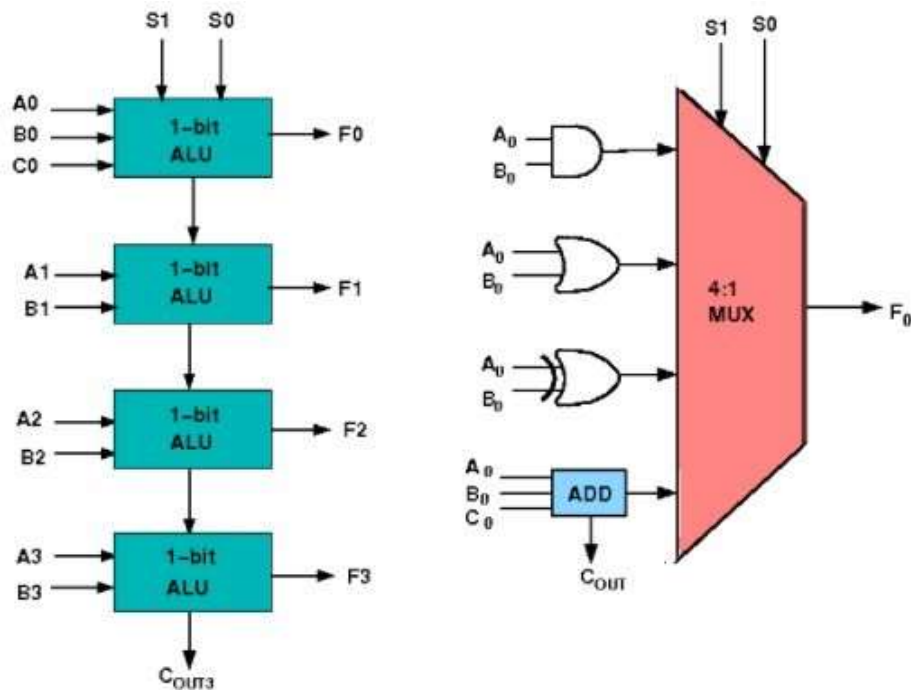 S1 S0
A0
B0
C0
1-bit
ALU
F0
A1
B1
1-bit
ALU
F1
A2
B2
1-bit
ALU
F2
A3
B3
1-bit
ALU
F3
COUT3
S1 S0
A0
B0
A0
B0
A0
B0
A0
B0
C0
ADD
COUT
4:1
MUX
F0